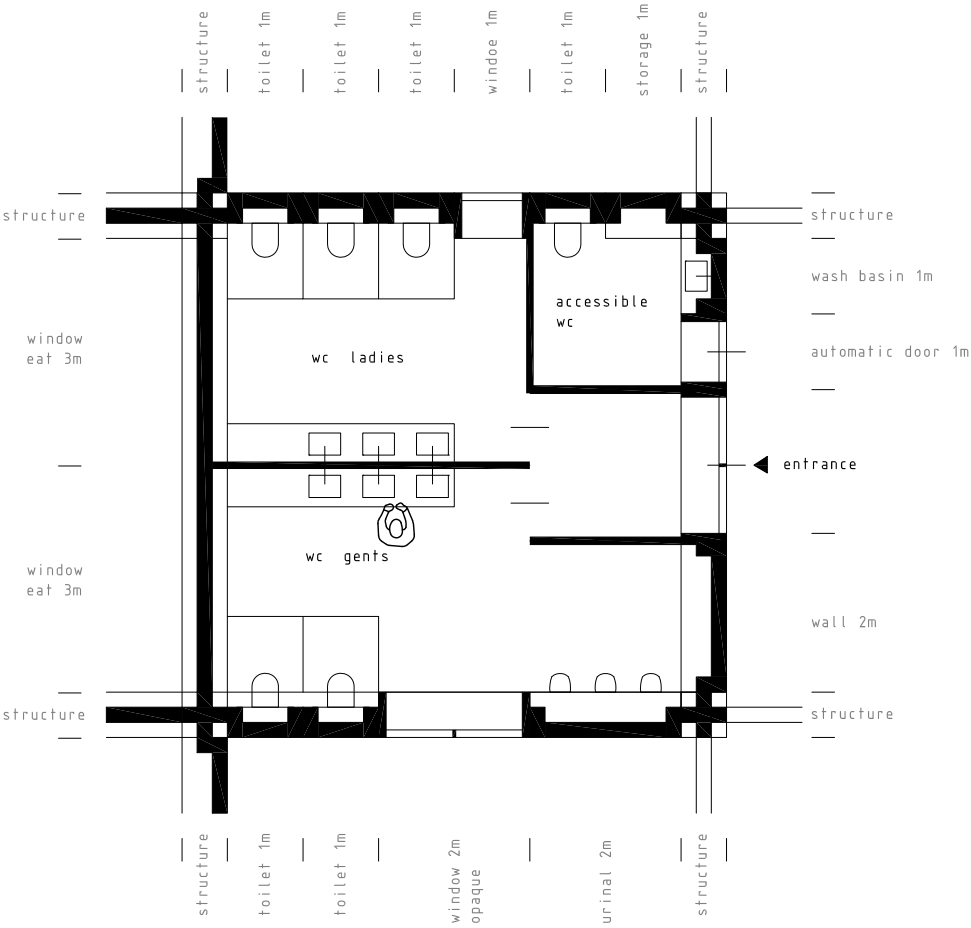 structure
toilet 1m
toilet 1m
toilet 1m
windoe 1m
toilet 1m
storage 1m
structure
structure
structure
wash basin 1m
accessible
wc
window
eat 3m
wc ladies
automatic door 1m
entrance
wc gents
window
eat 3m
wall 2m
structure
structure
structure
toilet 1m
toilet 1m
window 2m
opaque
urinal 2m
structure